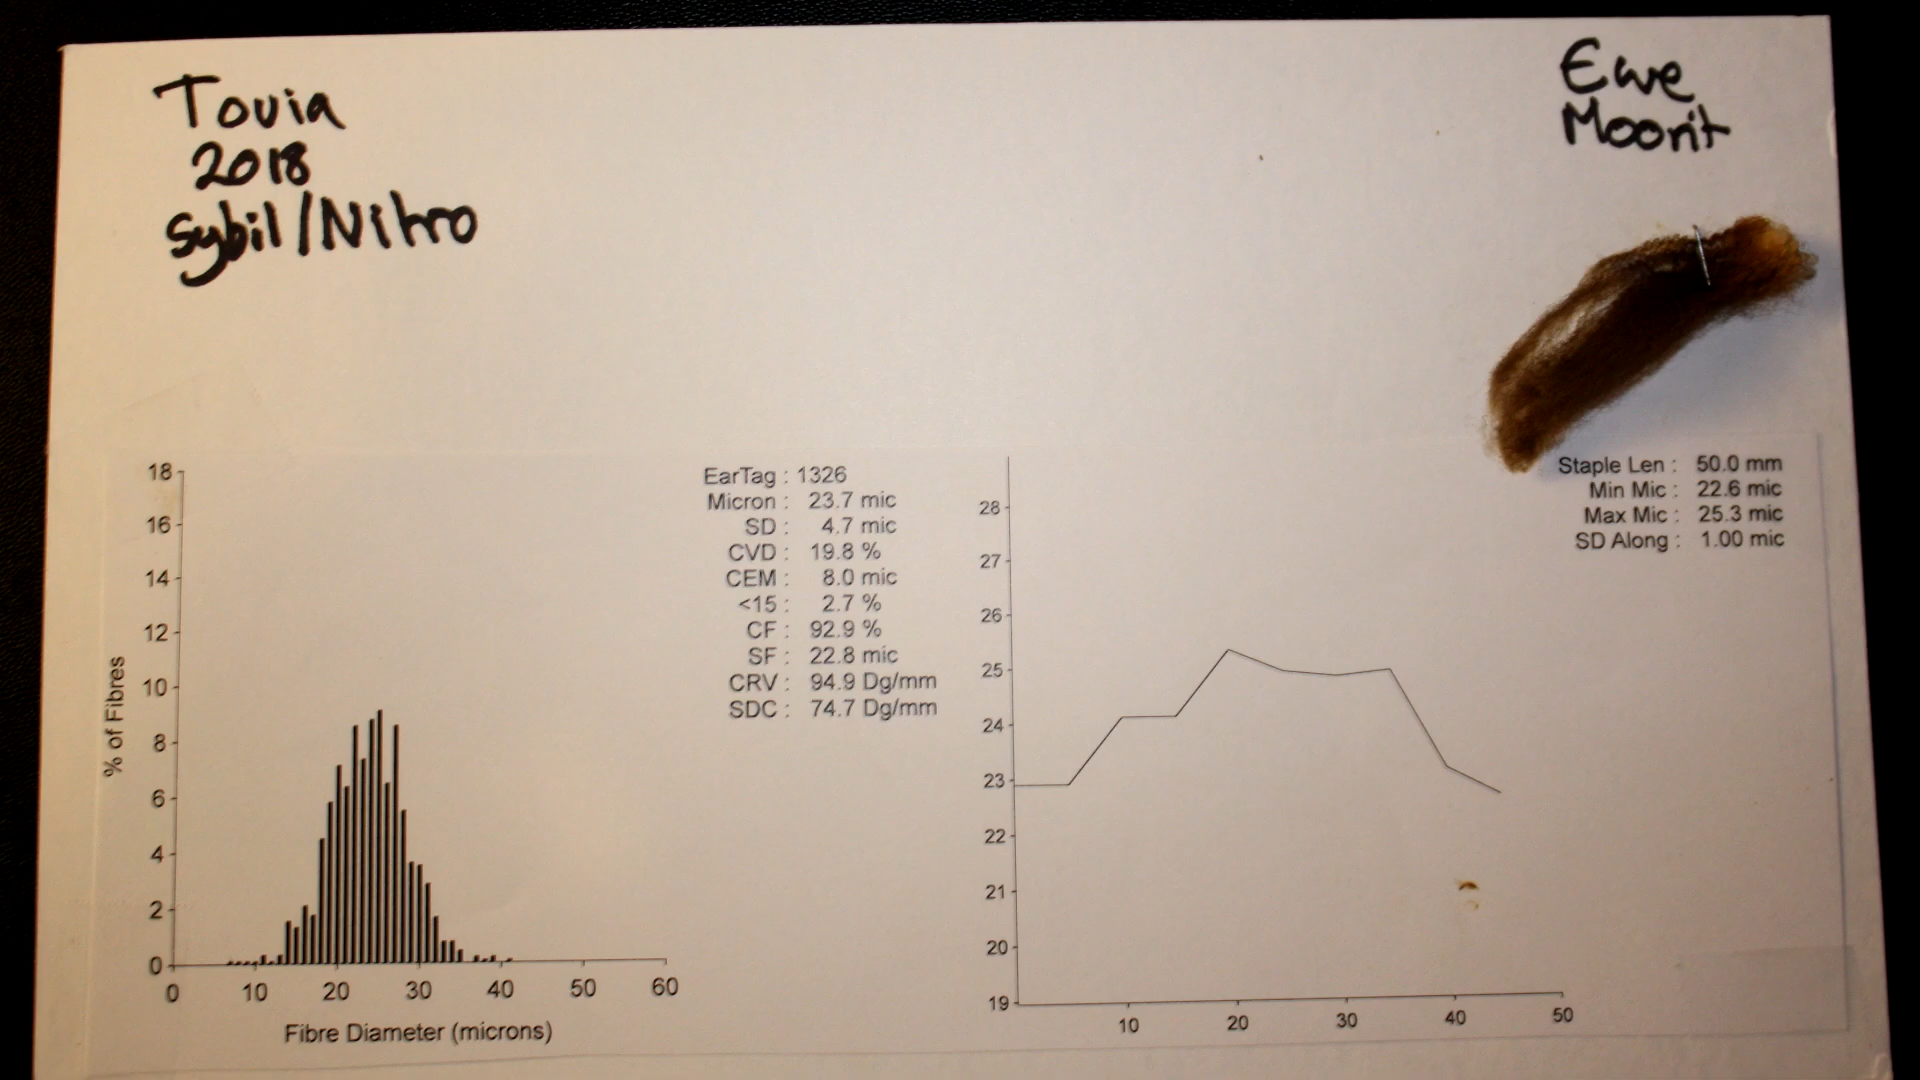 Tovia
2018
Sybil/Nitro
Ewe
Moorit
18
16
14
12
10
8
6
4
2
0
% of Fibres
0 10 20 30 40 50 60
Fibre Diameter (microns)
EarTag : 1326
Micron : 23.7 mic
SD : 4.7 mic
CVD : 19.8 %
CEM : 8.0 mic
<15 : 2.7 %
CF : 92.9 %
SF : 22.8 mic
CRV : 94.9 Dg/mm
SDC : 74.7 Dg/mm
28
27
26
25
24
23
22
21
20
19
10 20 30 40 50
Staple Len : 50.0 mm
Min Mic : 22.6 mic
Max Mic : 25.3 mic
SD Along : 1.00 mic